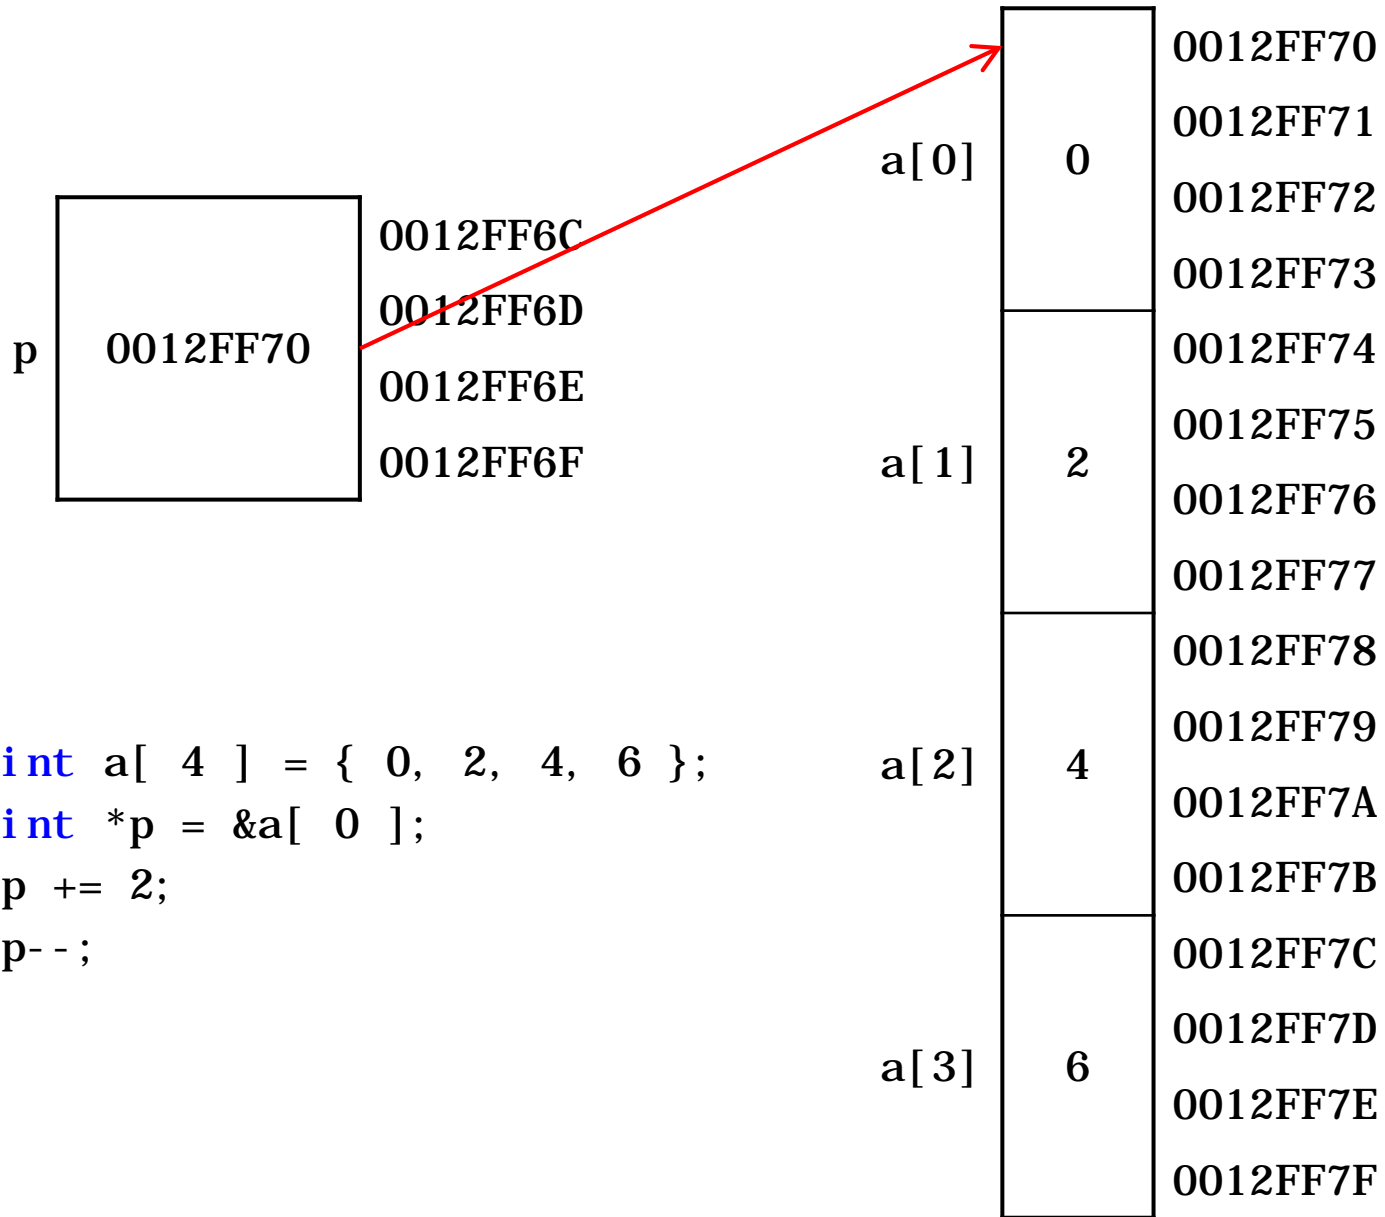 p
0012FF70
0012FF6C
0012FF6D
0012FF6E
0012FF6F
int a[ 4 ] = { 0, 2, 4, 6 };
int *p = &a[ 0 ];
p += 2;
p--;
a[0]
0
0012FF70
0012FF71
0012FF72
0012FF73
a[1]
2
0012FF74
0012FF75
0012FF76
0012FF77
a[2]
4
0012FF78
0012FF79
0012FF7A
0012FF7B
a[3]
6
0012FF7C
0012FF7D
0012FF7E
0012FF7F